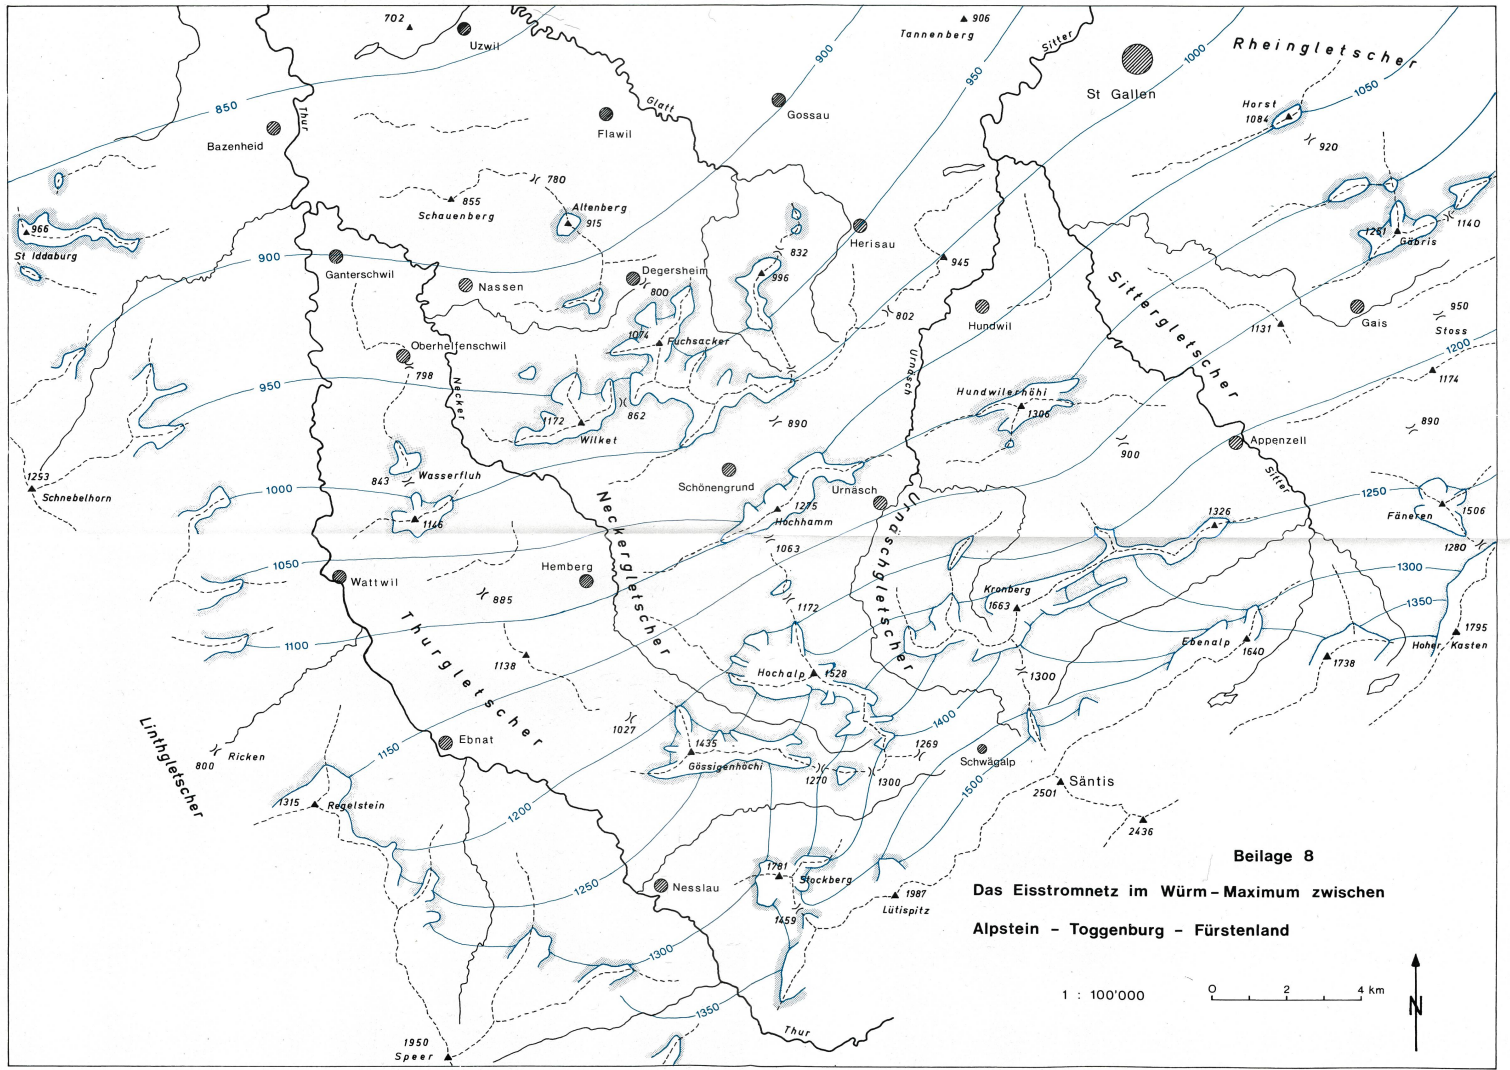 702
Uzwil
906
Tannenberg
Sitter
900
950
1000
St Gallen
Rheingletscher
1050
Horst
1084
920
850
Thur
Glatt
Gossau
Flawil
Bazenheid
780
855
Schauenberg
Altenberg
915
966
St Iddaburg
Herisau
832
996
945
1251
Gäbris
1140
900
Ganterschwil
Nassen
Degersheim
800
802
Hundwil
Sittergletscher
1131
Gais
950
Stoss
1200
1174
1074
Fuchsacker
Oberhelfenschwil
798
Necker
950
862
1172
Wilket
890
Urnäsch
Hundwilerhöhi
1306
900
Appenzell
890
Sitter
1253
Schnebelhorn
843
Wasserfluh
1146
1000
Schönengrund
Urnäsch
1275
Hochhamm
1063
Urnäschgletscher
1326
1250
Fäneren
1506
1280
1300
1350
1795
Hoher Kasten
1050
Wattwil
Hemberg
885
Neckergletscher
1172
Kronberg
1663
Ebenalp
1640
1738
1100
Thurgletscher
1138
Hochalp
1528
1300
1400
1027
1435
Gössigenhöchi
1270
1300
1269
Schwägalp
1500
Säntis
2501
2436
Linthgletscher
800
Ricken
1150
Ebnat
1315
Regelstein
1200
1250
Nesslau
1781
Stockberg
1459
1987
Lütispitz
1300
1350
1950
Speer
Thur
Beilage 8
Das Eisstromnetz im Würm – Maximum zwischen
Alpstein – Toggenburg – Fürstenland
1 : 100'000
0 2 4 km
N